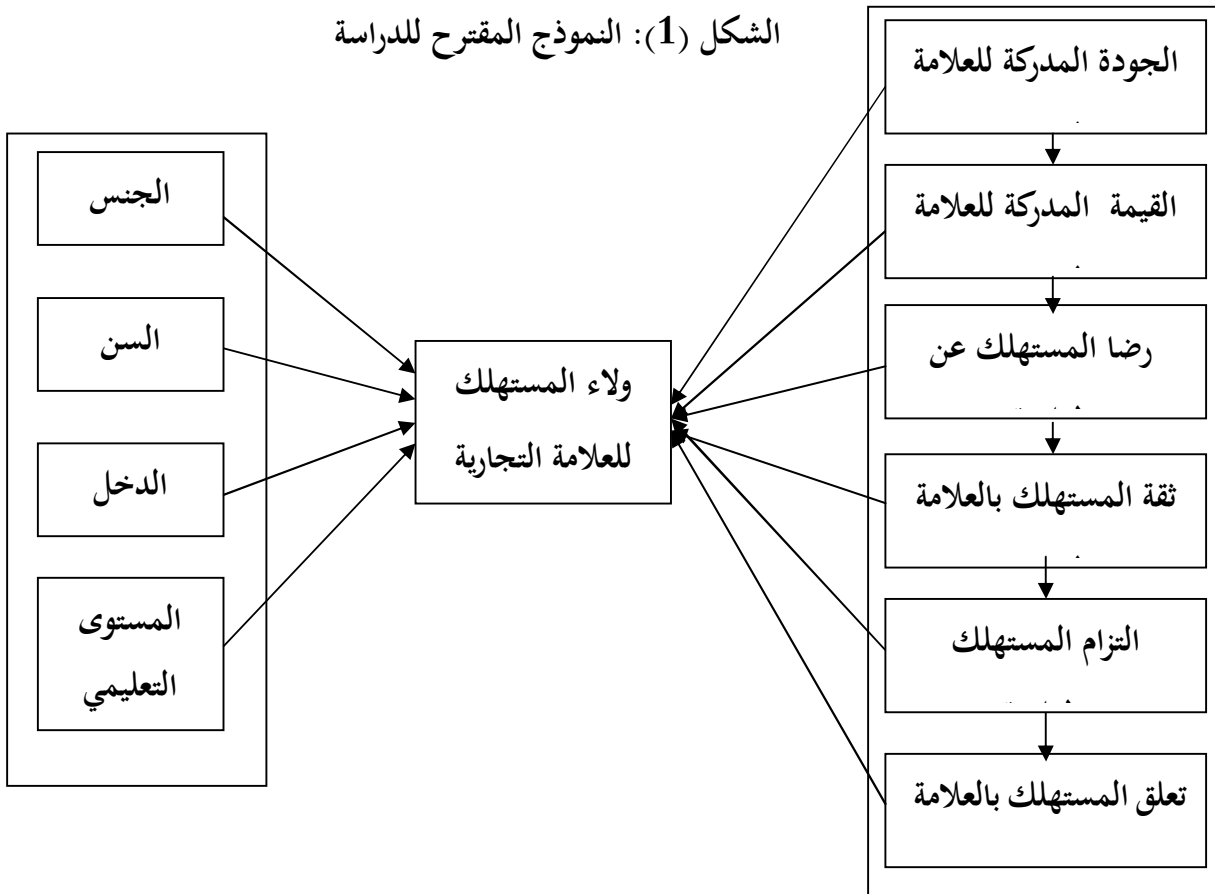 الشكل (1): النموذج المقترح للدراسة
الجودة المدركة للعلامة
القيمة المدركة للعلامة
رضا المستهلك عن
ثقة المستهلك بالعلامة
التزام المستهلك
تعلق المستهلك بالعلامة
ولاء المستهلك
للعلامة التجارية
الجنس
السن
الدخل
المستوى
التعليمي